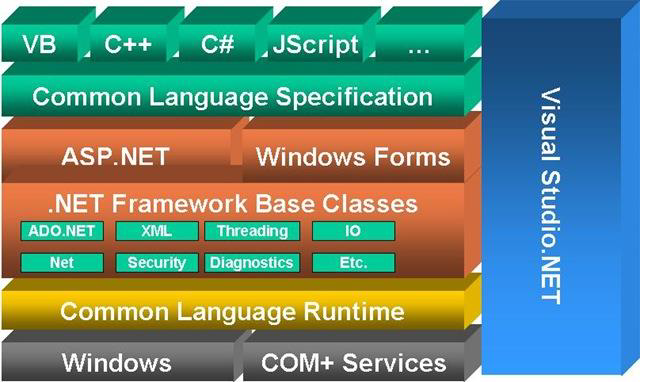 VB C++ C# JScript ...
Common Language Specification
ASP.NET Windows Forms
.NET Framework Base Classes
ADO.NET XML Threading IO
Net Security Diagnostics Etc.
Common Language Runtime
Windows COM+ Services
Visual Studio.NET